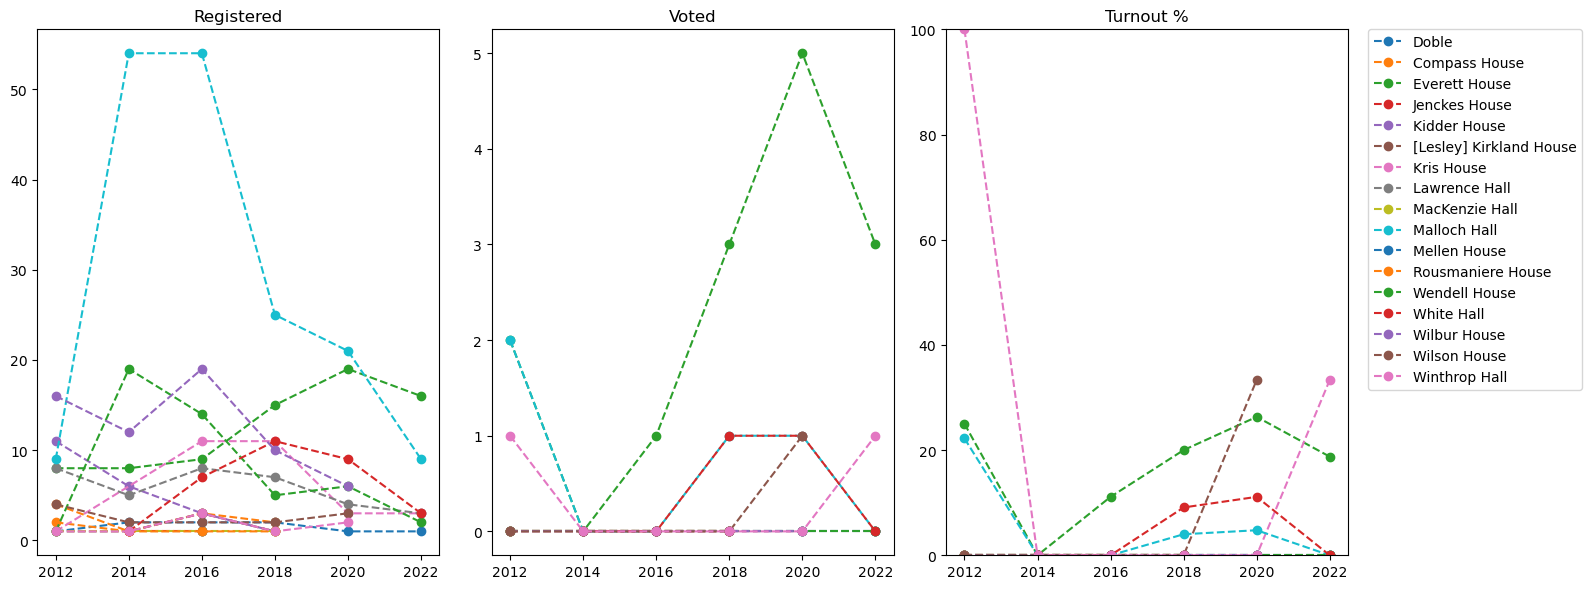 Registered
50
40
30
20
10
0
2012 2014 2016 2018 2020 2022
Voted
5
4
3
2
1
0
2012 2014 2016 2018 2020 2022
Turnout %
100
80
60
40
20
0
2012 2014 2016 2018 2020 2022
Doble
Compass House
Everett House
Jenckes House
Kidder House
[Lesley] Kirkland House
Kris House
Lawrence Hall
MacKenzie Hall
Malloch Hall
Mellen House
Rousmaniere House
Wendell House
White Hall
Wilbur House
Wilson House
Winthrop Hall